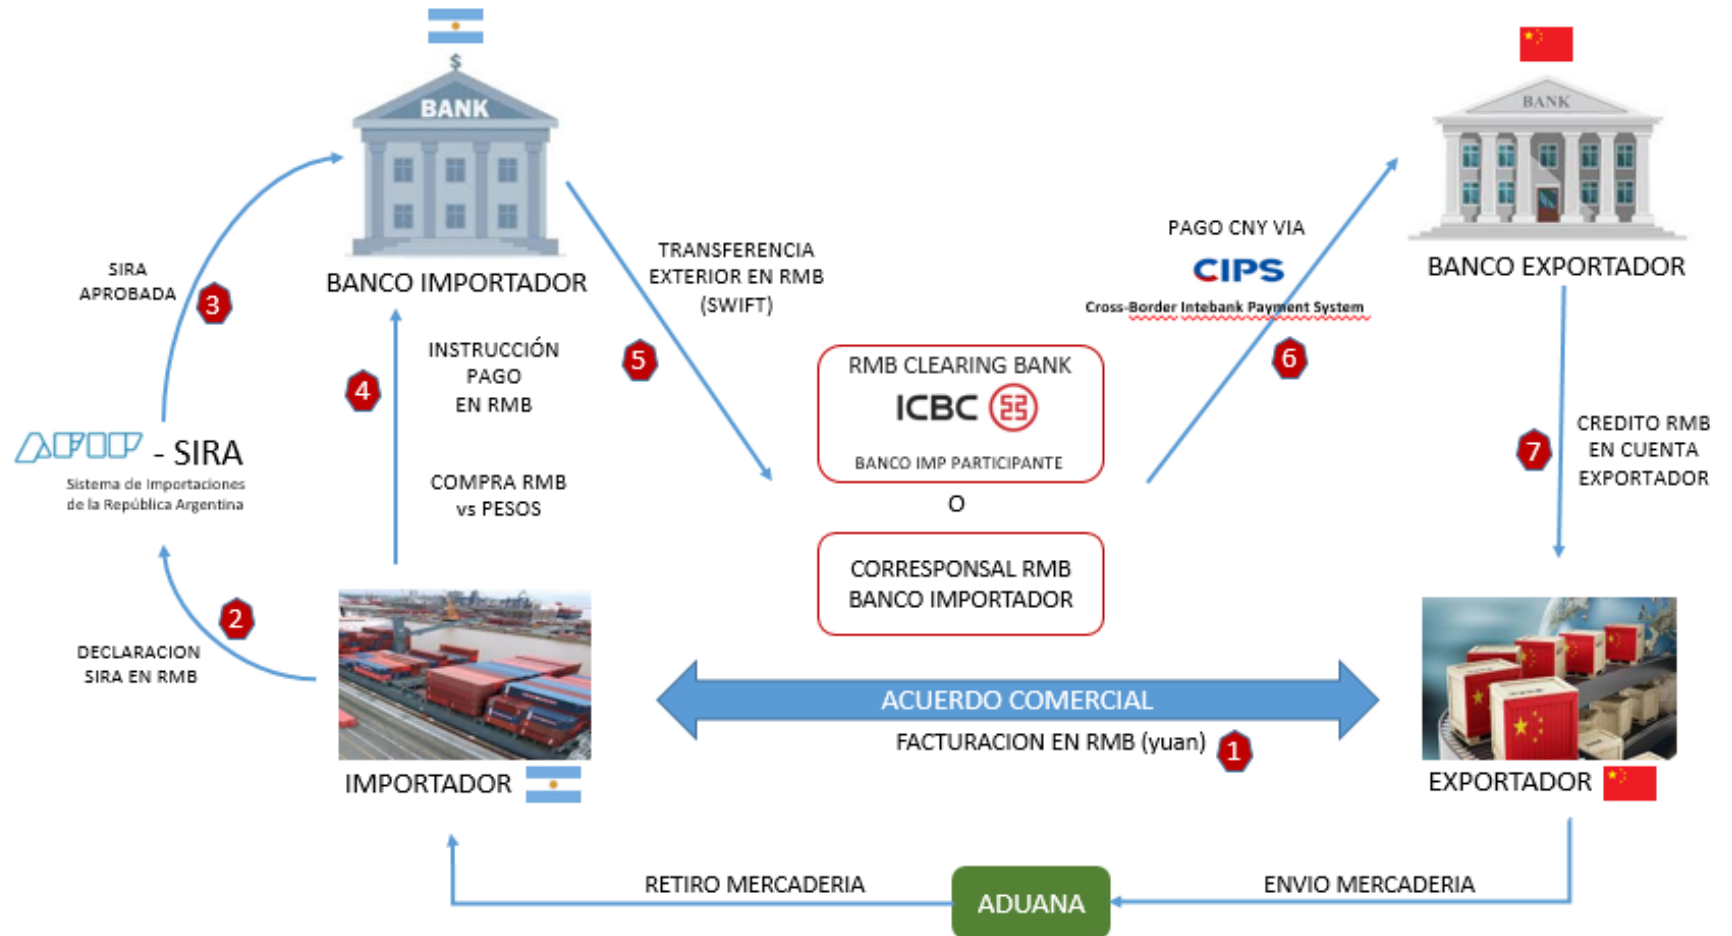 $
BANK
BANCO IMPORTADOR
BANK
BANCO EXPORTADOR
SIRA
APROBADA
3
TRANSFERENCIA
EXTERIOR EN RMB
(SWIFT)
5
PAGO CNY VIA
CIPS
Cross-Border Intebank Payment System
6
4
INSTRUCCIÓN
PAGO
EN RMB
COMPRA RMB
vs PESOS
RMB CLEARING BANK
ICBC
BANCO IMP PARTICIPANTE
O
CORRESPONSAL RMB
BANCO IMPORTADOR
7
CREDITO RMB
EN CUENTA
EXPORTADOR
AFIP - SIRA
Sistema de Importaciones
de la República Argentina
2
DECLARACION
SIRA EN RMB
ACUERDO COMERCIAL
FACTURACION EN RMB (yuan)
1
IMPORTADOR
EXPORTADOR
RETIRO MERCADERIA
ADUANA
ENVIO MERCADERIA